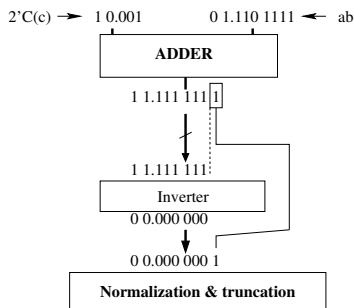 2'C(c) 1 0.001 0 1.110 1111 ab
ADDER
1 1.111 111 1
1 1.111 111
Inverter
0 0.000 000
0 0.000 000 1
Normalization & truncation